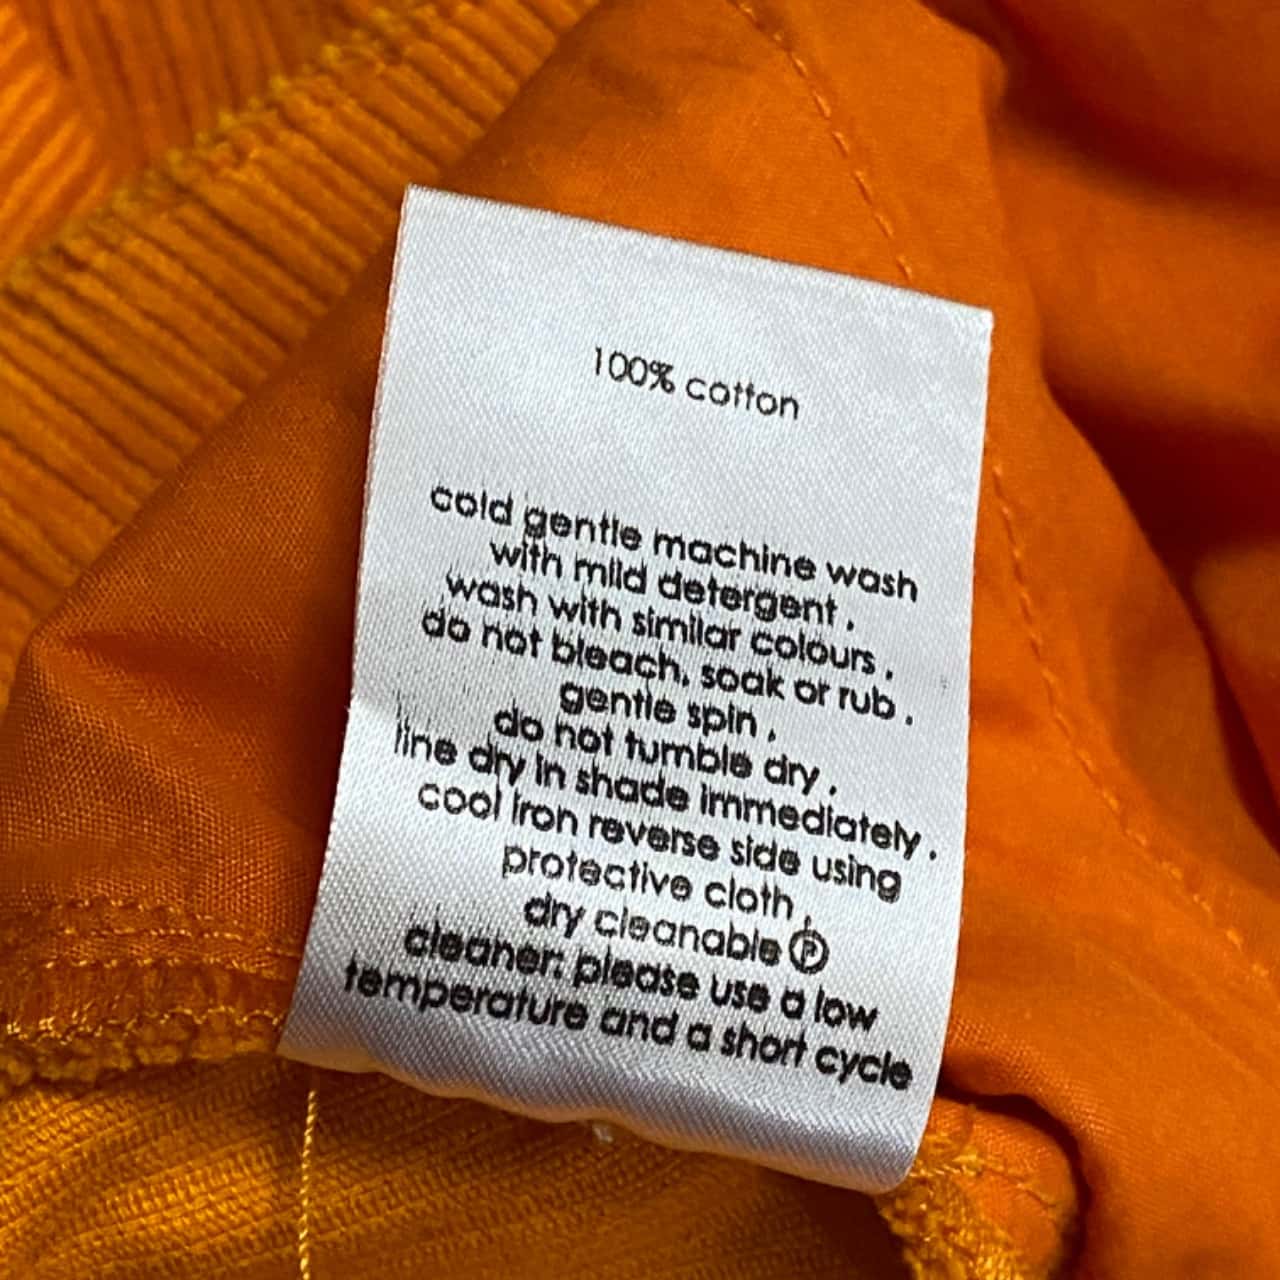 100% cotton
cold gentle machine wash
with mild detergent.
wash with similar colours.
do not bleach, soak or rub.
gentle spin.
do not tumble dry.
line dry in shade immediately.
cool iron reverse side using
protective cloth.
dry cleanable Ⓟ
cleaner: please use a low
temperature and a short cycle